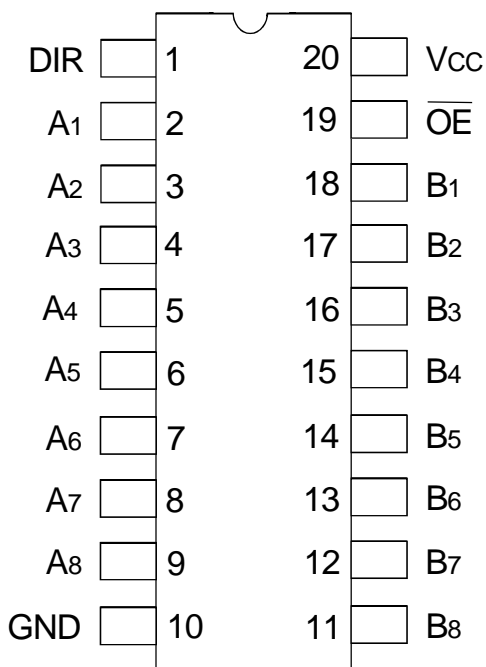 DIR 1 20 VCC
A1 2 19 OE
A2 3 18 B1
A3 4 17 B2
A4 5 16 B3
A5 6 15 B4
A6 7 14 B5
A7 8 13 B6
A8 9 12 B7
GND 10 11 B8